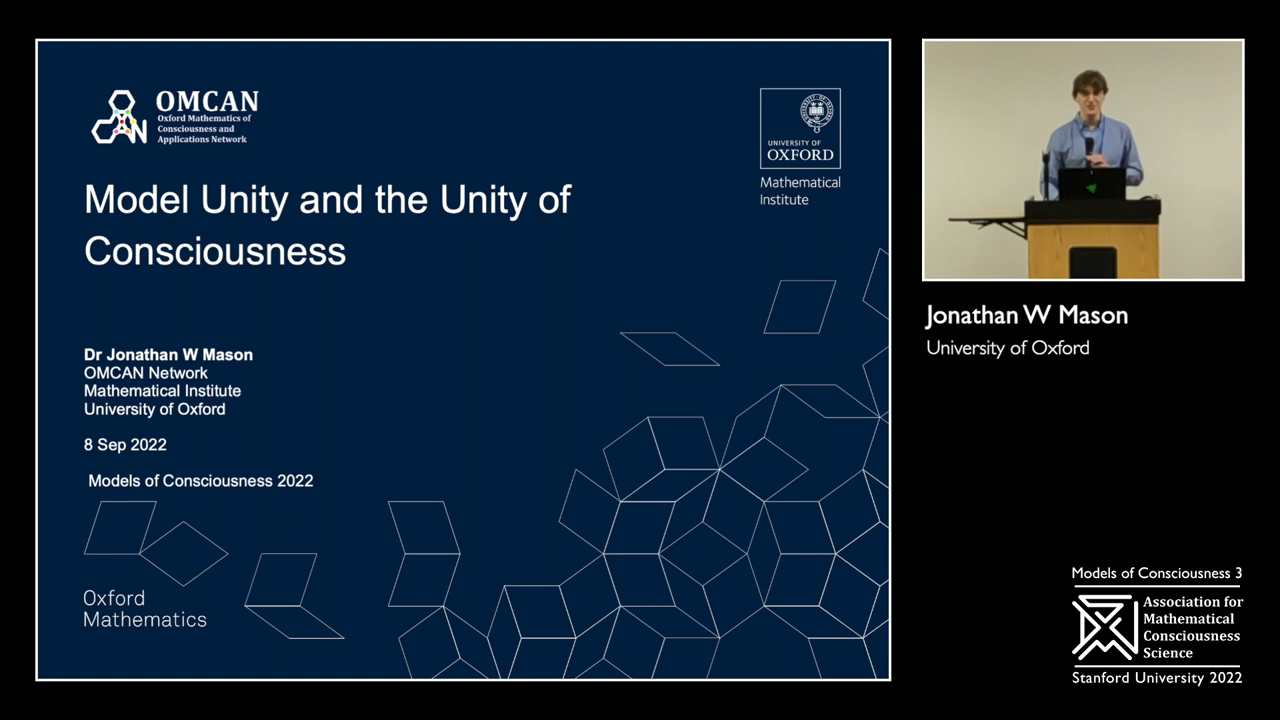 OMCAN
Oxford Mathematics of
Consciousness and
Applications Network
UNIVERSITY OF
OXFORD
Mathematical
Institute
Model Unity and the Unity of
Consciousness
Dr Jonathan W Mason
OMCAN Network
Mathematical Institute
University of Oxford
8 Sep 2022
Models of Consciousness 2022
Oxford
Mathematics
Jonathan W Mason
University of Oxford
Models of Consciousness 3
Association for
Mathematical
Consciousness
Science
Stanford University 2022